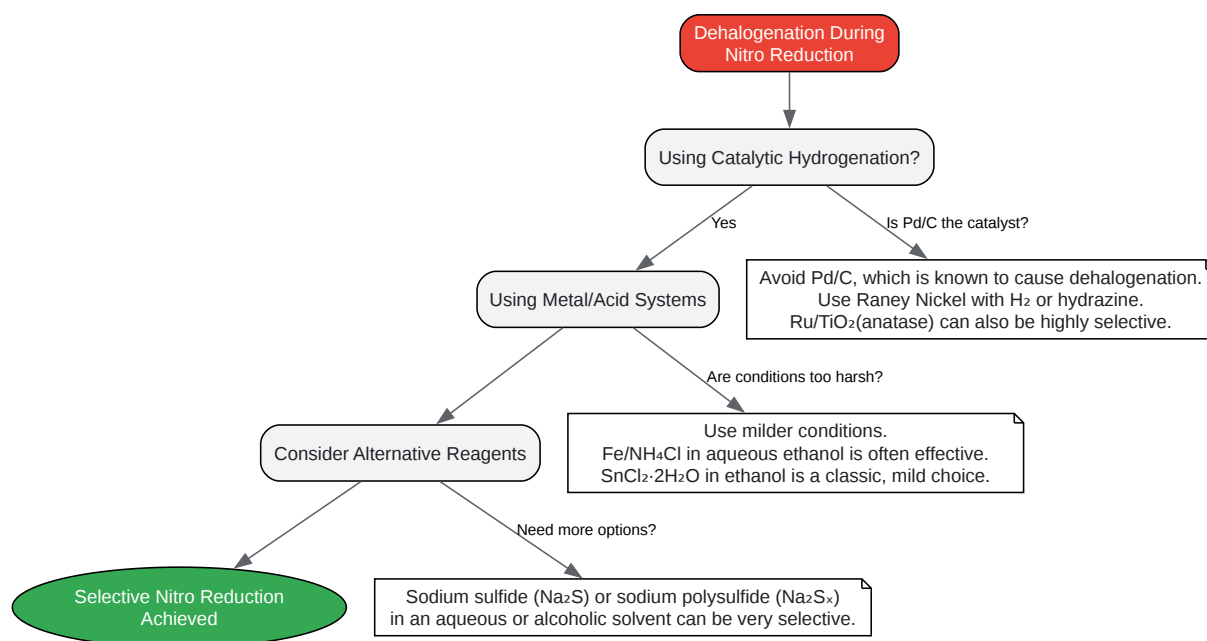 Dehalogenation During
Nitro Reduction
Using Catalytic Hydrogenation?
Yes
Is Pd/C the catalyst?
Avoid Pd/C, which is known to cause dehalogenation.
Use Raney Nickel with H₂ or hydrazine.
Ru/TiO₂(anatase) can also be highly selective.
Using Metal/Acid Systems
Are conditions too harsh?
Use milder conditions.
Fe/NH₄Cl in aqueous ethanol is often effective.
SnCl₂·2H₂O in ethanol is a classic, mild choice.
Consider Alternative Reagents
Need more options?
Selective Nitro Reduction
Achieved
Sodium sulfide (Na₂S) or sodium polysulfide (Na₂Sₓ)
in an aqueous or alcoholic solvent can be very selective.